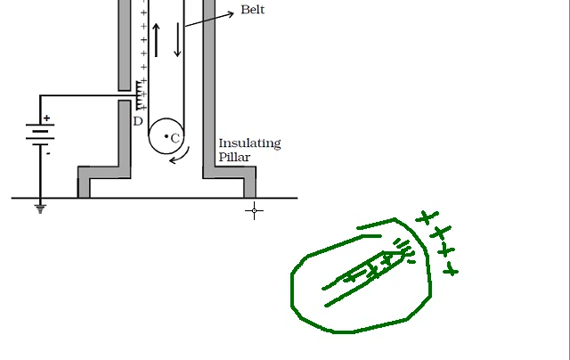 Belt
+
D
C
Insulating
Pillar
-
+ + + +